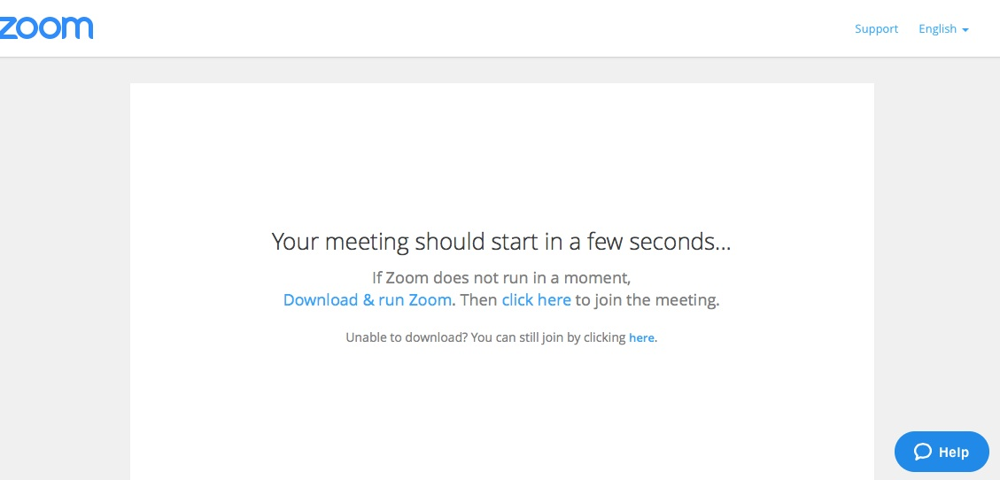 zoom
Support English
Your meeting should start in a few seconds...
If Zoom does not run in a moment,
Download & run Zoom. Then click here to join the meeting.
Unable to download? You can still join by clicking here.
Help